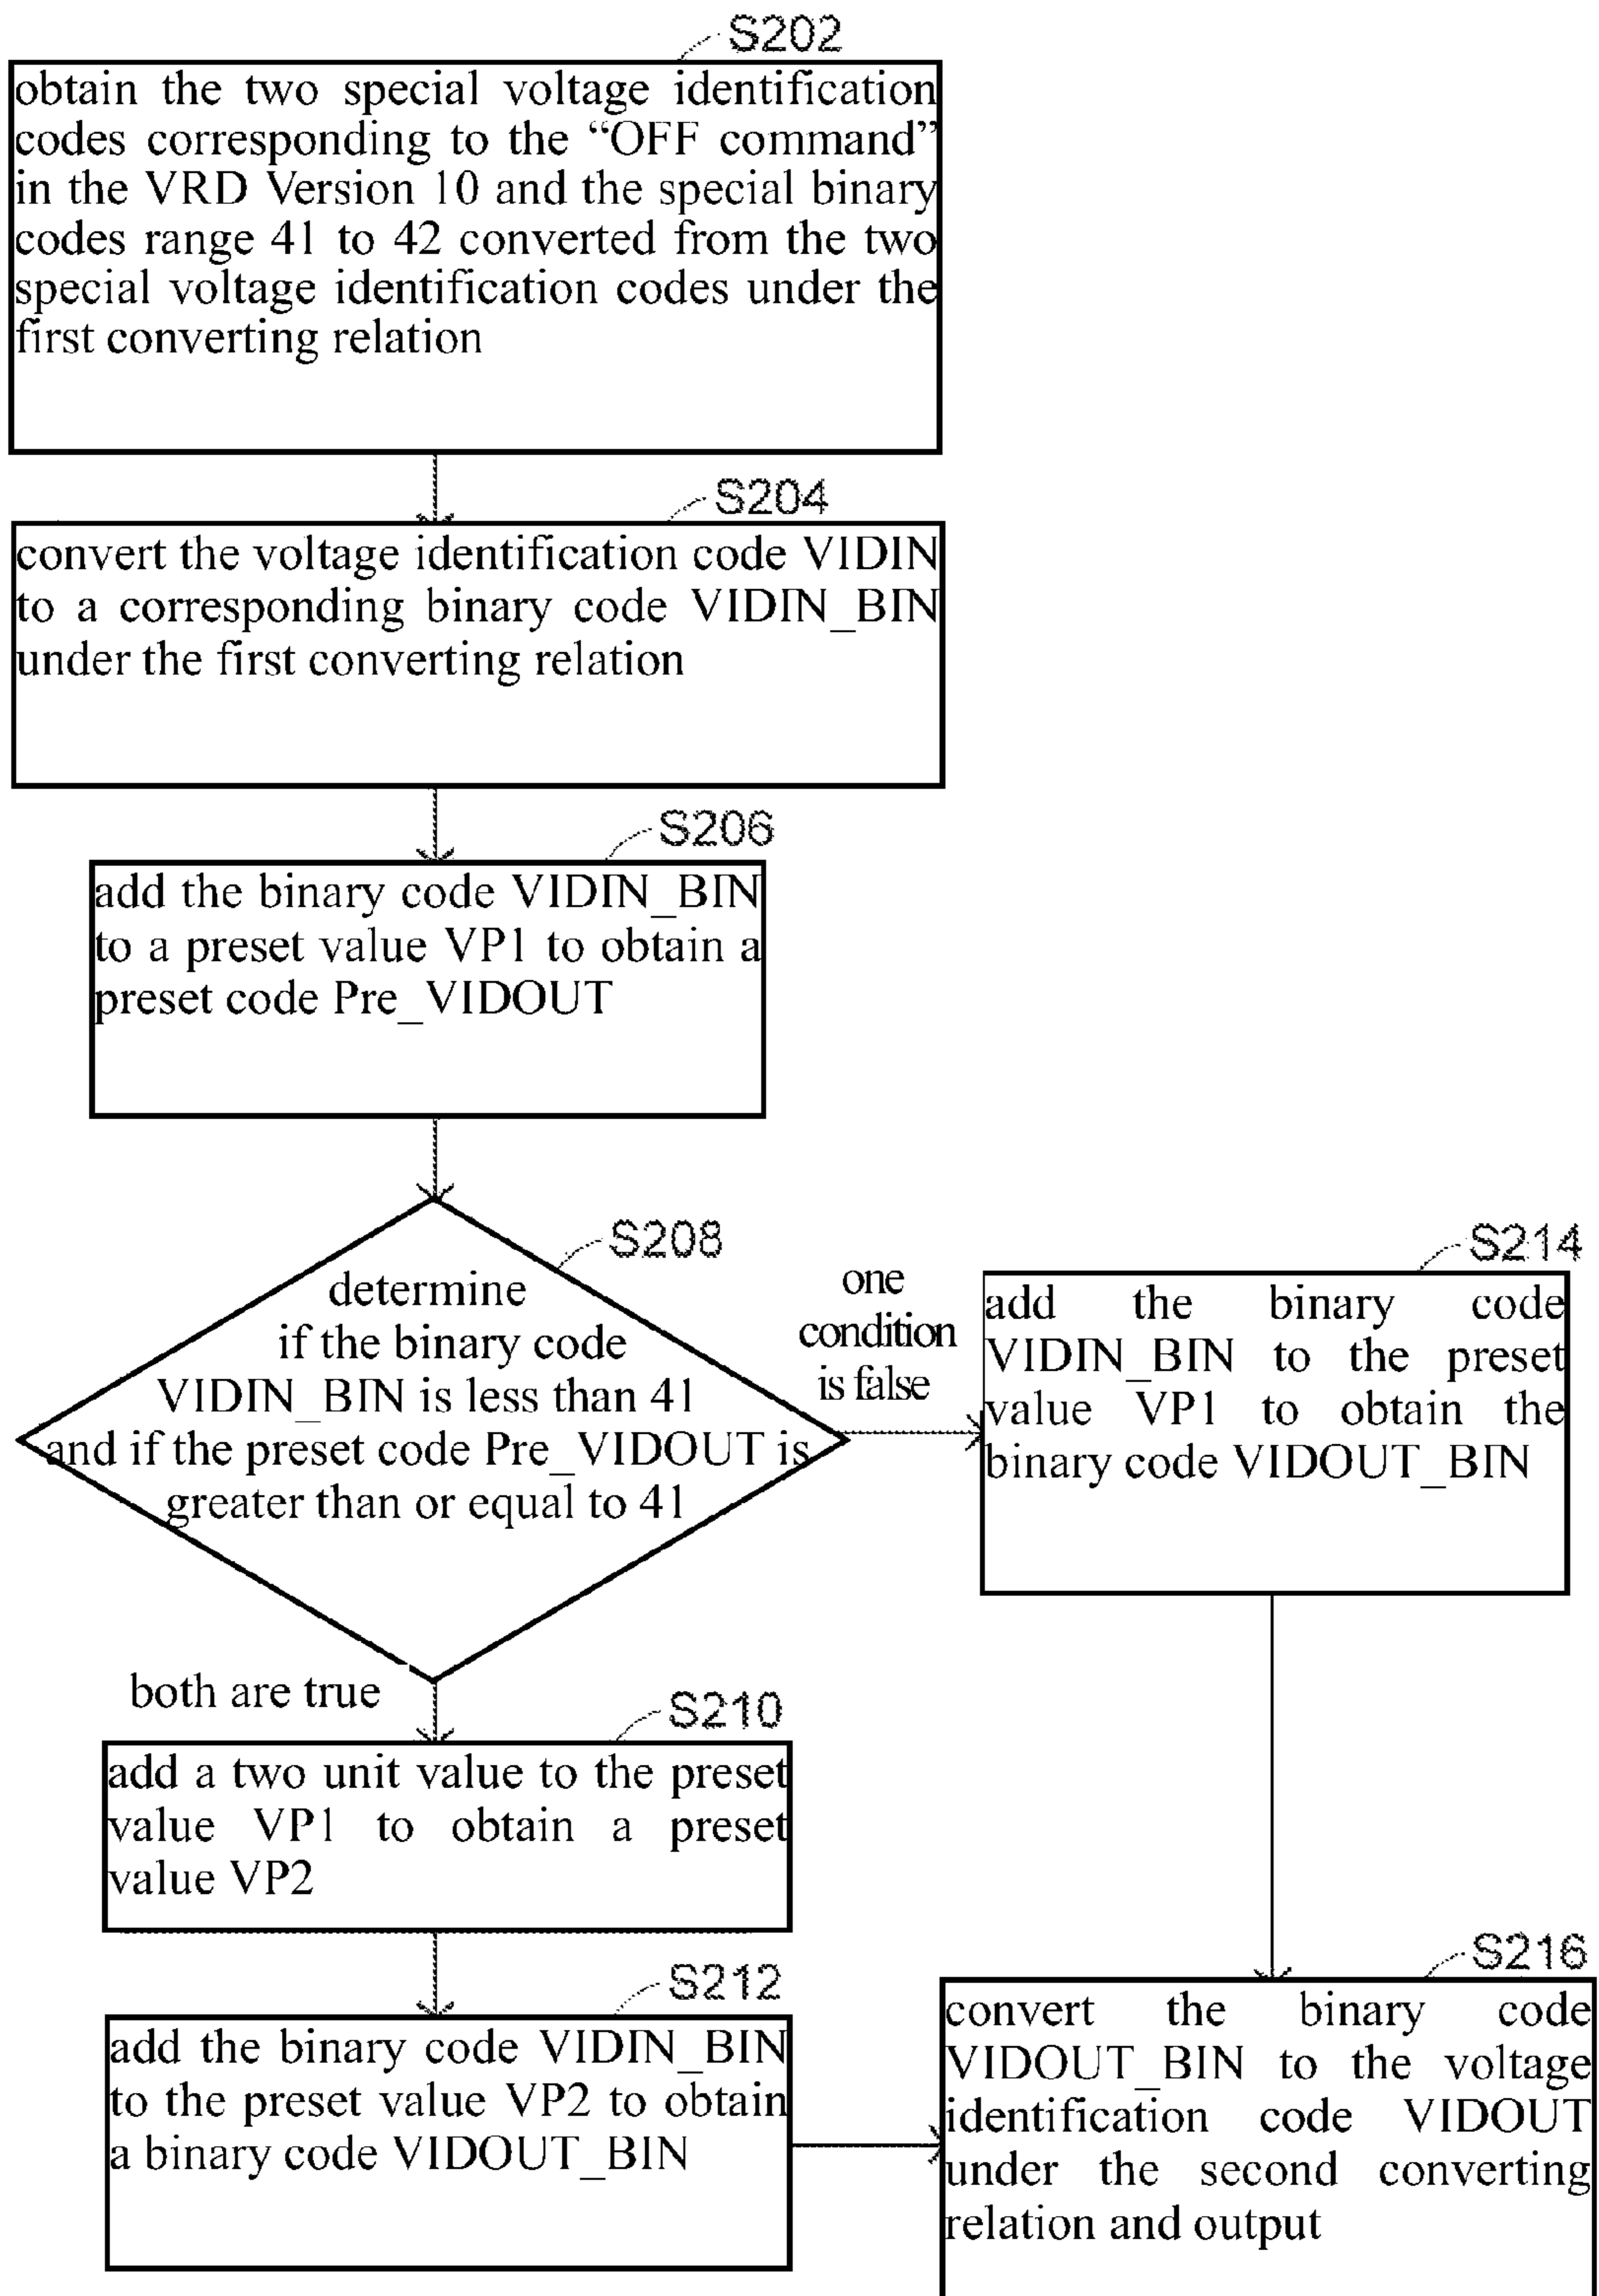 S202
obtain the two special voltage identification
codes corresponding to the “OFF command”
in the VRD Version 10 and the special binary
codes range 41 to 42 converted from the two
special voltage identification codes under the
first converting relation
S204
convert the voltage identification code VIDIN
to a corresponding binary code VIDIN_BIN
under the first converting relation
S206
add the binary code VIDIN_BIN
to a preset value VP1 to obtain a
preset code Pre_VIDOUT
S208
determine
if the binary code
VIDIN_BIN is less than 41
and if the preset code Pre_VIDOUT is
greater than or equal to 41
one
condition
is false
S214
add the binary code
VIDIN_BIN to the preset
value VP1 to obtain the
binary code VIDOUT_BIN
both are true
S210
add a two unit value to the preset
value VP1 to obtain a preset
value VP2
S212
add the binary code VIDIN_BIN
to the preset value VP2 to obtain
a binary code VIDOUT_BIN
S216
convert the binary code
VIDOUT_BIN to the voltage
identification code VIDOUT
under the second converting
relation and output